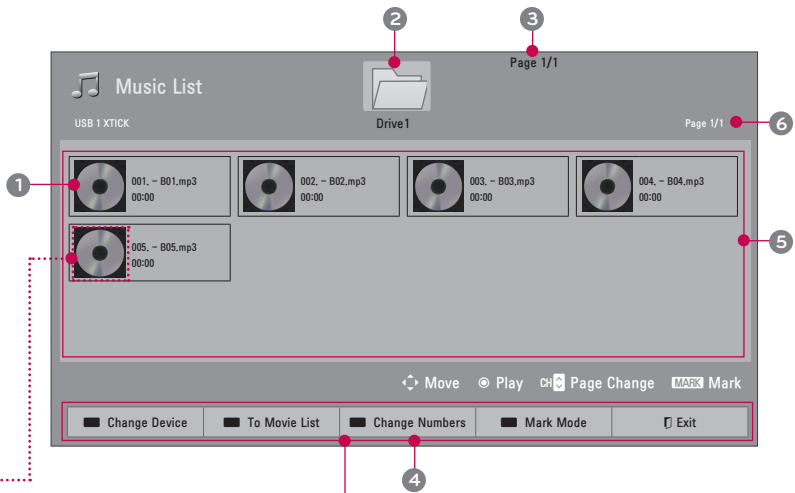 2
3
Page 1/1
Music List
Drive1
USB 1 XTICK
Page 1/1
6
1
001. - B01.mp3
00:00
002. - B02.mp3
00:00
003. - B03.mp3
00:00
004. - B04.mp3
00:00
5
005. - B05.mp3
00:00
Move
Play
CH
Page Change
MARK
Mark
Change Device
To Movie List
Change Numbers
Mark Mode
Exit
4